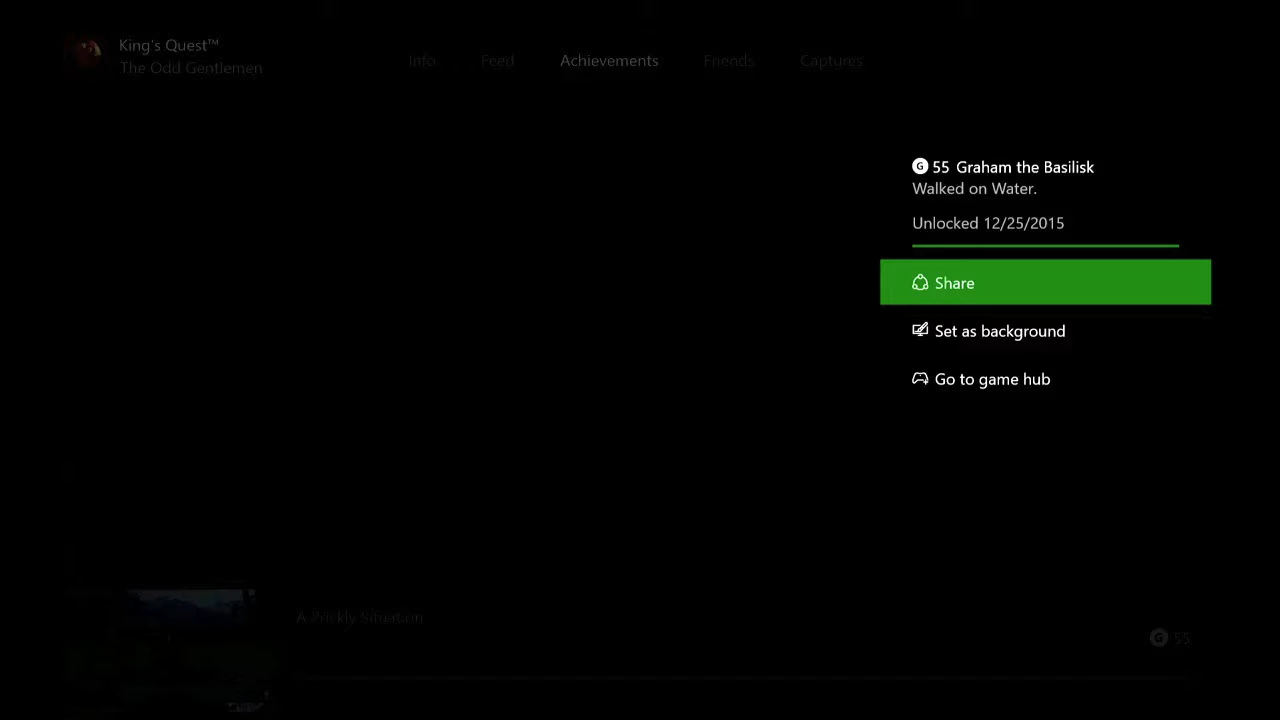 King's Quest™
The Odd Gentlemen
Info Feed Achievements Friends Captures
G 55 Graham the Basilisk
Walked on Water.
Unlocked 12/25/2015
Share
Set as background
Go to game hub
A Prickly Situation
G 55